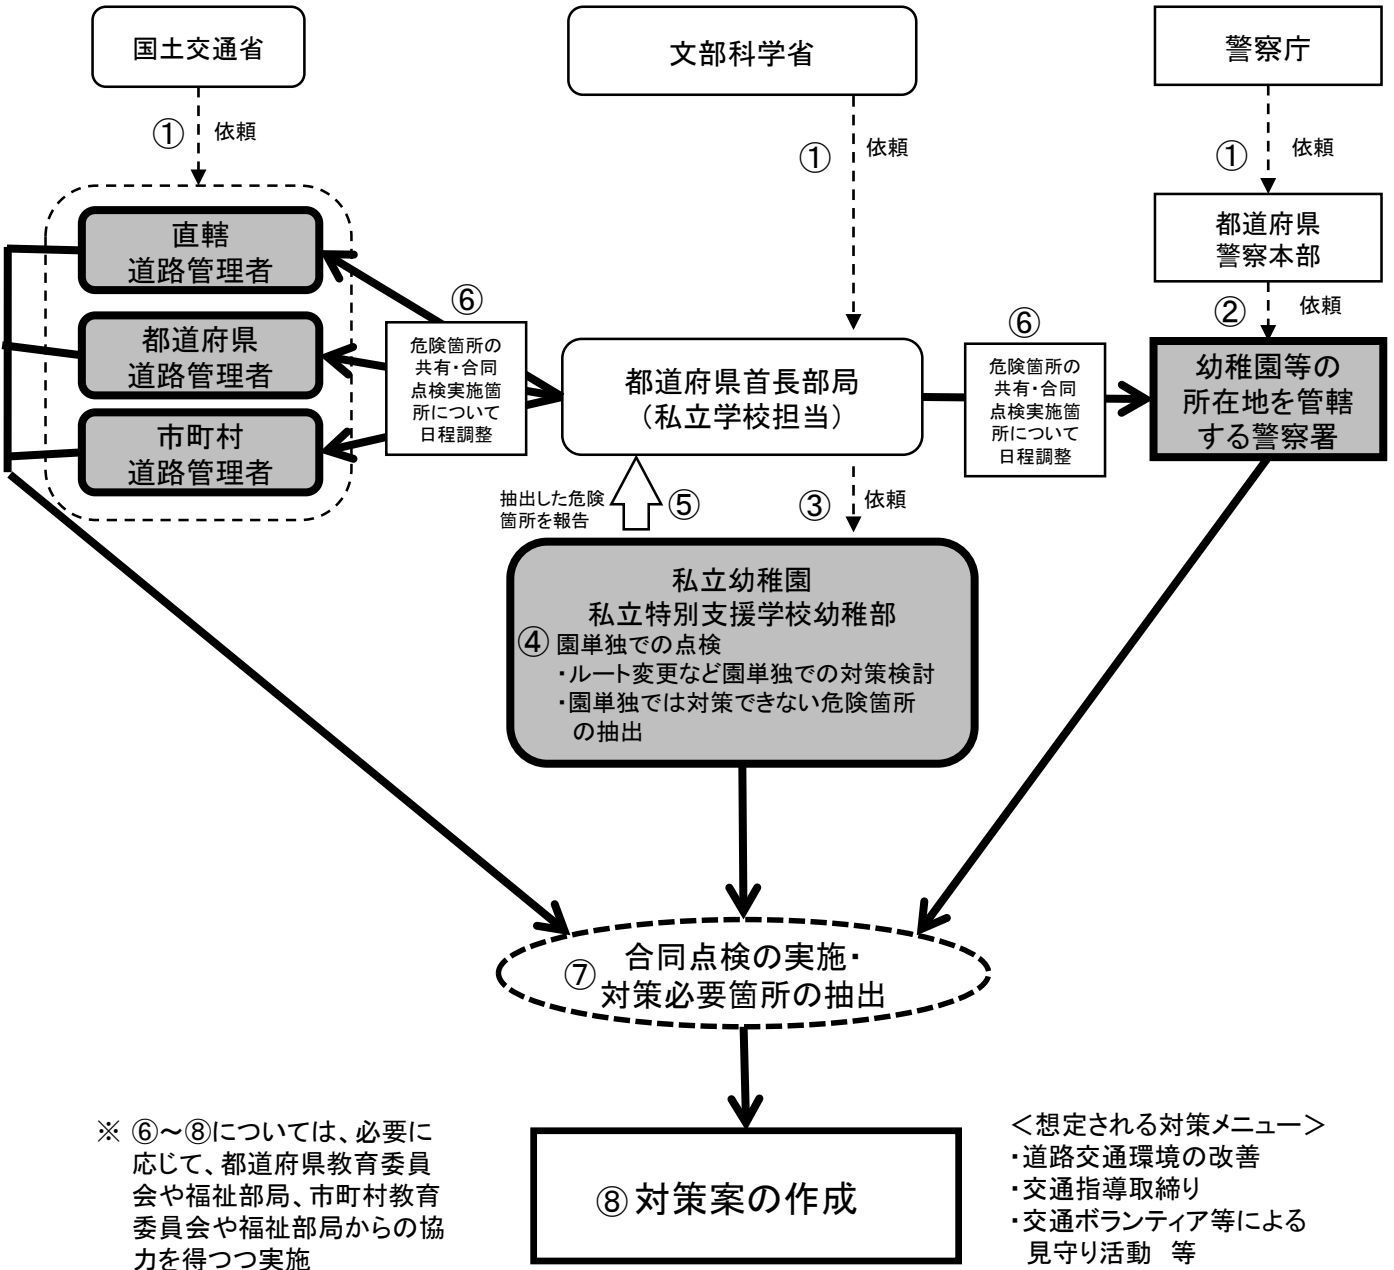 国土交通省
文部科学省
警察庁
① 依頼
① 依頼
① 依頼
直轄
道路管理者
都道府県
道路管理者
市町村
道路管理者
都道府県
警察本部
② 依頼
⑥
危険箇所の
共有・合同
点検実施箇
所について
日程調整
都道府県首長部局
（私立学校担当）
⑥
危険箇所の
共有・合同
点検実施箇
所について
日程調整
幼稚園等の
所在地を管轄
する警察署
抽出した危険
箇所を報告
⑤
③ 依頼
私立幼稚園
私立特別支援学校幼稚部
④ 園単独での点検
・ルート変更など園単独での対策検討
・園単独では対策できない危険箇所
の抽出
⑦
合同点検の実施・
対策必要箇所の抽出
⑧対策案の作成
※ ⑥～⑧については、必要に
応じて、都道府県教育委員
会や福祉部局、市町村教育
委員会や福祉部局からの協
力を得つつ実施
＜想定される対策メニュー＞
・道路交通環境の改善
・交通指導取締り
・交通ボランティア等による
見守り活動　等